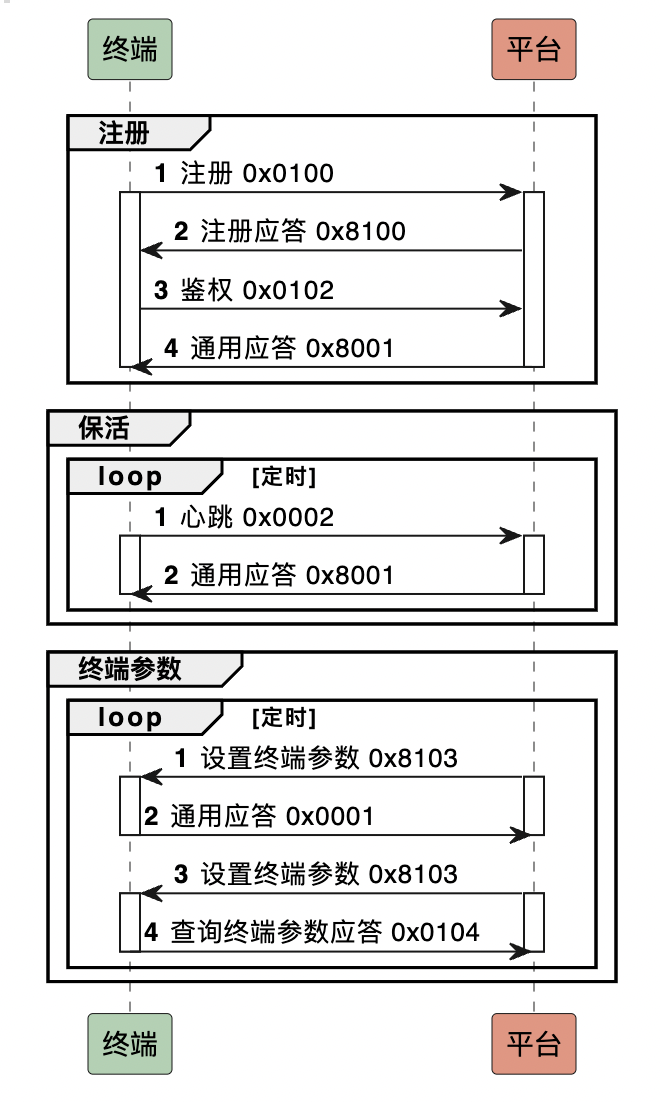 终端 平台
注册
1 注册 0x0100
2 注册应答 0x8100
3 鉴权 0x0102
4 通用应答 0x8001
保活
loop [定时]
1 心跳 0x0002
2 通用应答 0x8001
终端参数
loop [定时]
1 设置终端参数 0x8103
2 通用应答 0x0001
3 设置终端参数 0x8103
4 查询终端参数应答 0x0104
终端 平台